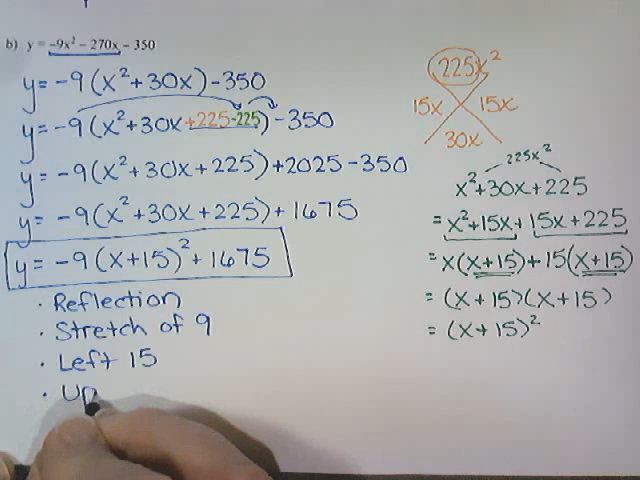 b) y = -9x² - 270x - 350
y = -9(x²+30x) - 350
y = -9(x²+30x+225-225) - 350
y = -9(x²+30x+225)+2025-350
y = -9(x²+30x+225)+1675
y = -9(x+15)²+1675
· Reflection
· Stretch of 9
· Left 15
· Up
225x²
15x 15x
30x
225x²
x²+30x+225
= x²+15x+15x+225
= x(x+15)+15(x+15)
= (x+15)(x+15)
= (x+15)²